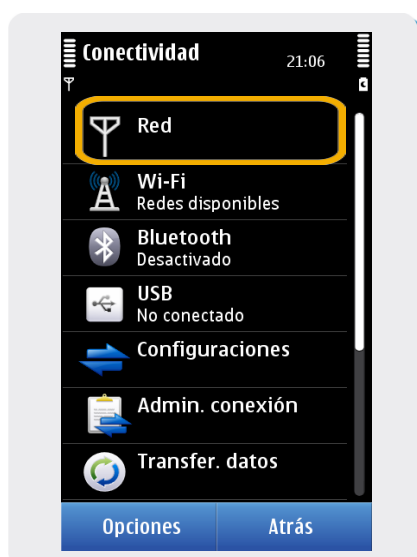 Conectividad
21:06
Red
Wi-Fi
Redes disponibles
Bluetooth
Desactivado
USB
No conectado
Configuraciones
Admin. conexión
Transfer. datos
Opciones Atrás